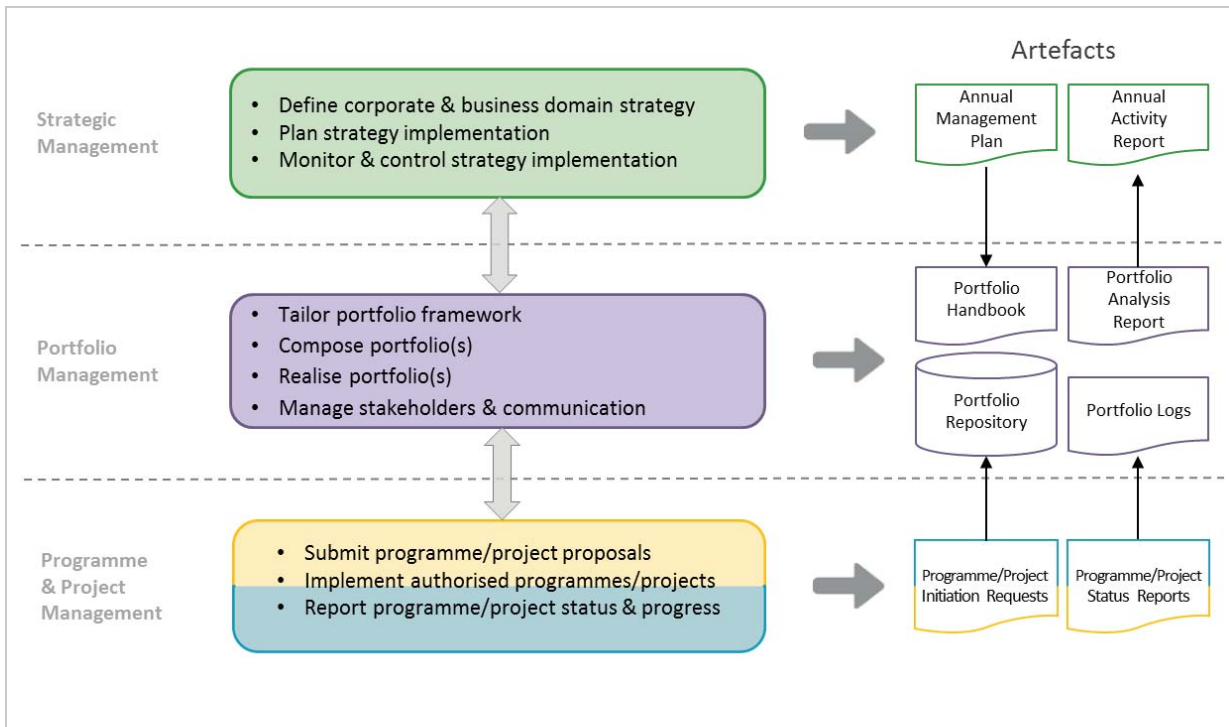 Artefacts
Strategic
Management
• Define corporate & business domain strategy
• Plan strategy implementation
• Monitor & control strategy implementation
Annual
Management
Plan
Annual
Activity
Report
Portfolio
Management
• Tailor portfolio framework
• Compose portfolio(s)
• Realise portfolio(s)
• Manage stakeholders & communication
Portfolio
Handbook
Portfolio
Analysis
Report
Portfolio
Repository
Portfolio Logs
Programme
& Project
Management
• Submit programme/project proposals
• Implement authorised programmes/projects
• Report programme/project status & progress
Programme/Project
Initiation Requests
Programme/Project
Status Reports